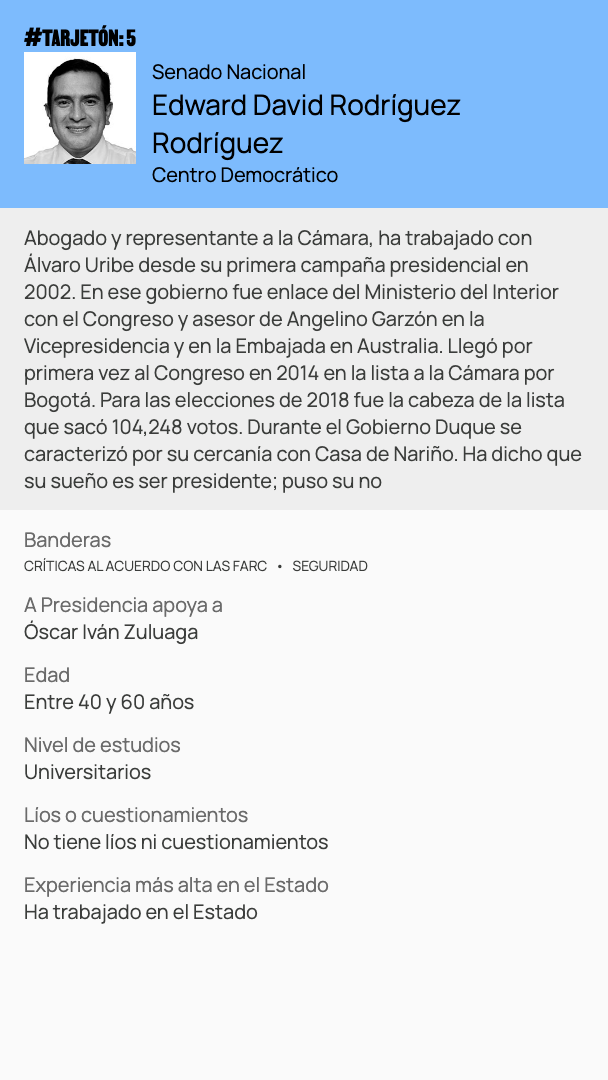 #TARJETÓN: 5
Senado Nacional
Edward David Rodríguez
Rodríguez
Centro Democrático
Abogado y representante a la Cámara, ha trabajado con
Álvaro Uribe desde su primera campaña presidencial en
2002. En ese gobierno fue enlace del Ministerio del Interior
con el Congreso y asesor de Angelino Garzón en la
Vicepresidencia y en la Embajada en Australia. Llegó por
primera vez al Congreso en 2014 en la lista a la Cámara por
Bogotá. Para las elecciones de 2018 fue la cabeza de la lista
que sacó 104,248 votos. Durante el Gobierno Duque se
caracterizó por su cercanía con Casa de Nariño. Ha dicho que
su sueño es ser presidente; puso su no
Banderas
CRÍTICAS AL ACUERDO CON LAS FARC • SEGURIDAD
A Presidencia apoya a
Óscar Iván Zuluaga
Edad
Entre 40 y 60 años
Nivel de estudios
Universitarios
Líos o cuestionamientos
No tiene líos ni cuestionamientos
Experiencia más alta en el Estado
Ha trabajado en el Estado